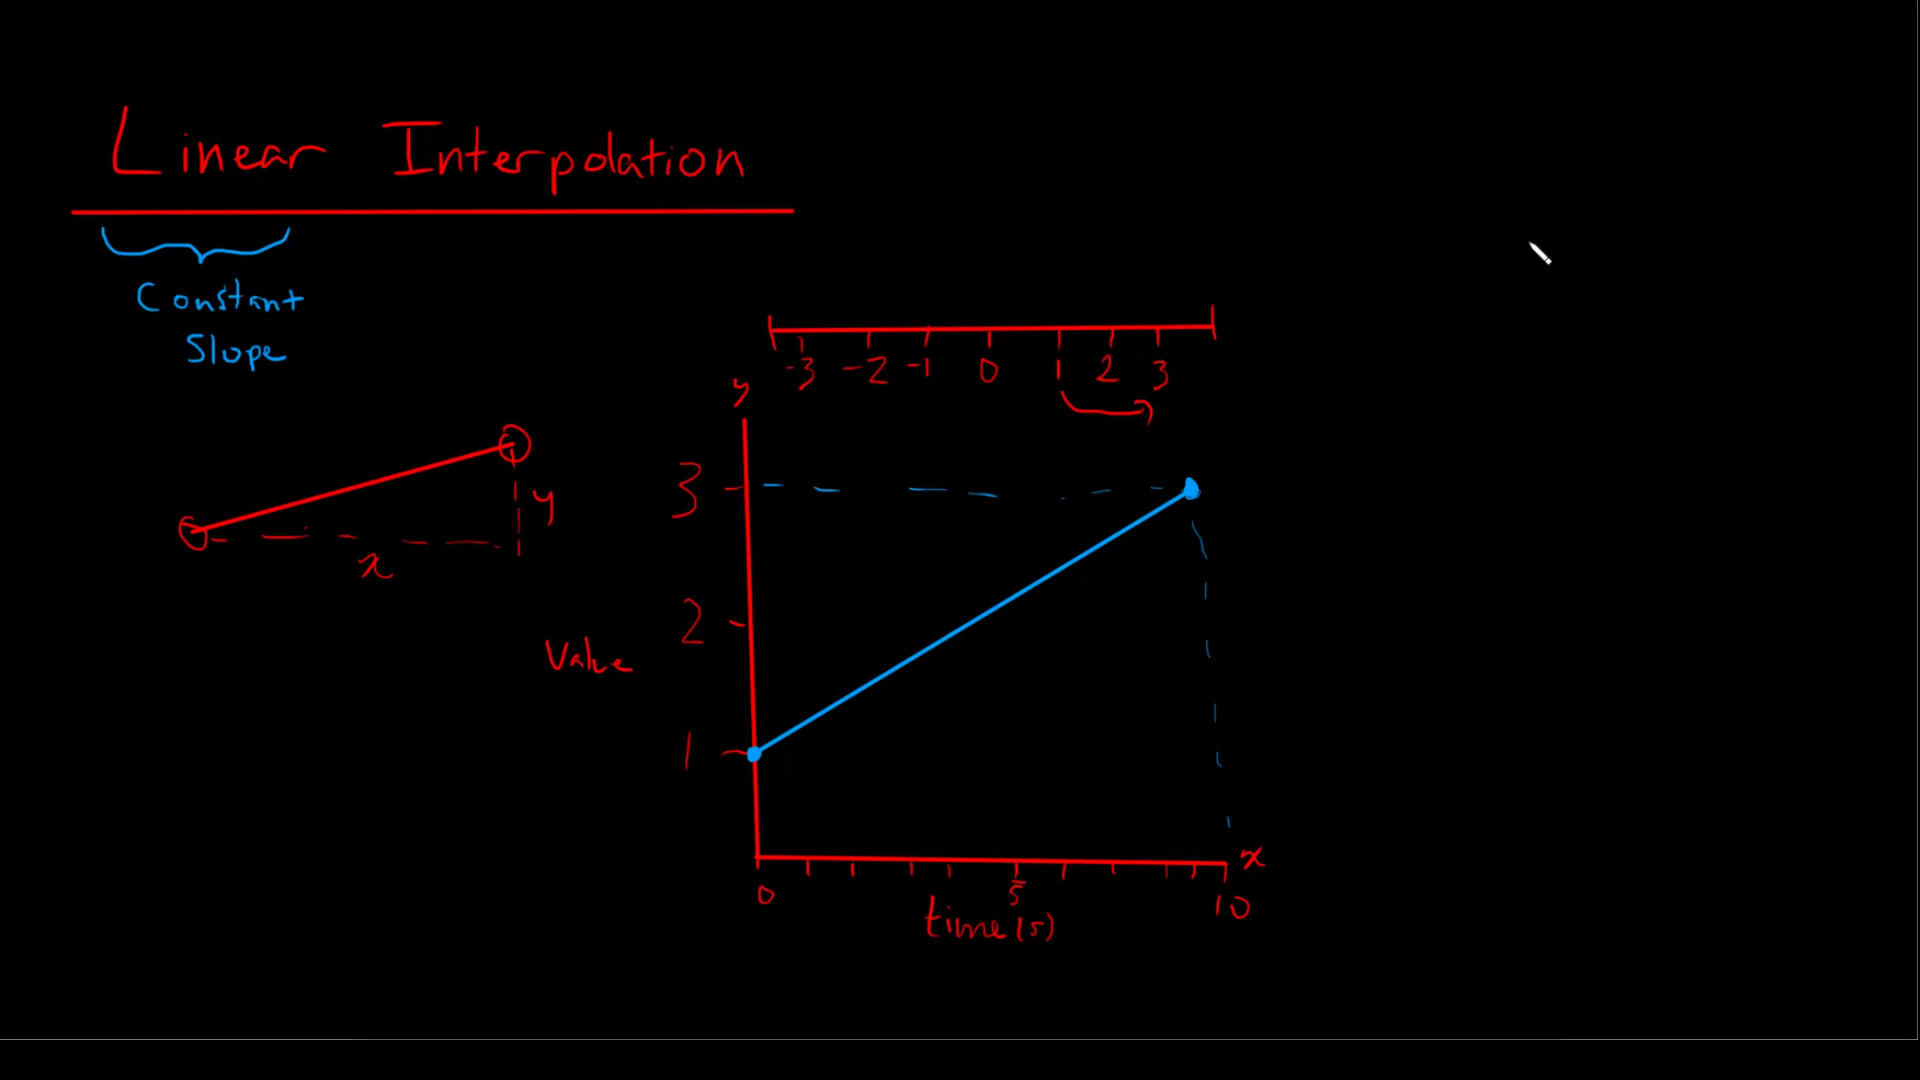 Linear Interpolation
Constant
Slope
-3 -2 -1 0 1 2 3
y
x
y
3
2
Value
1
x
0 5 10
time(s)